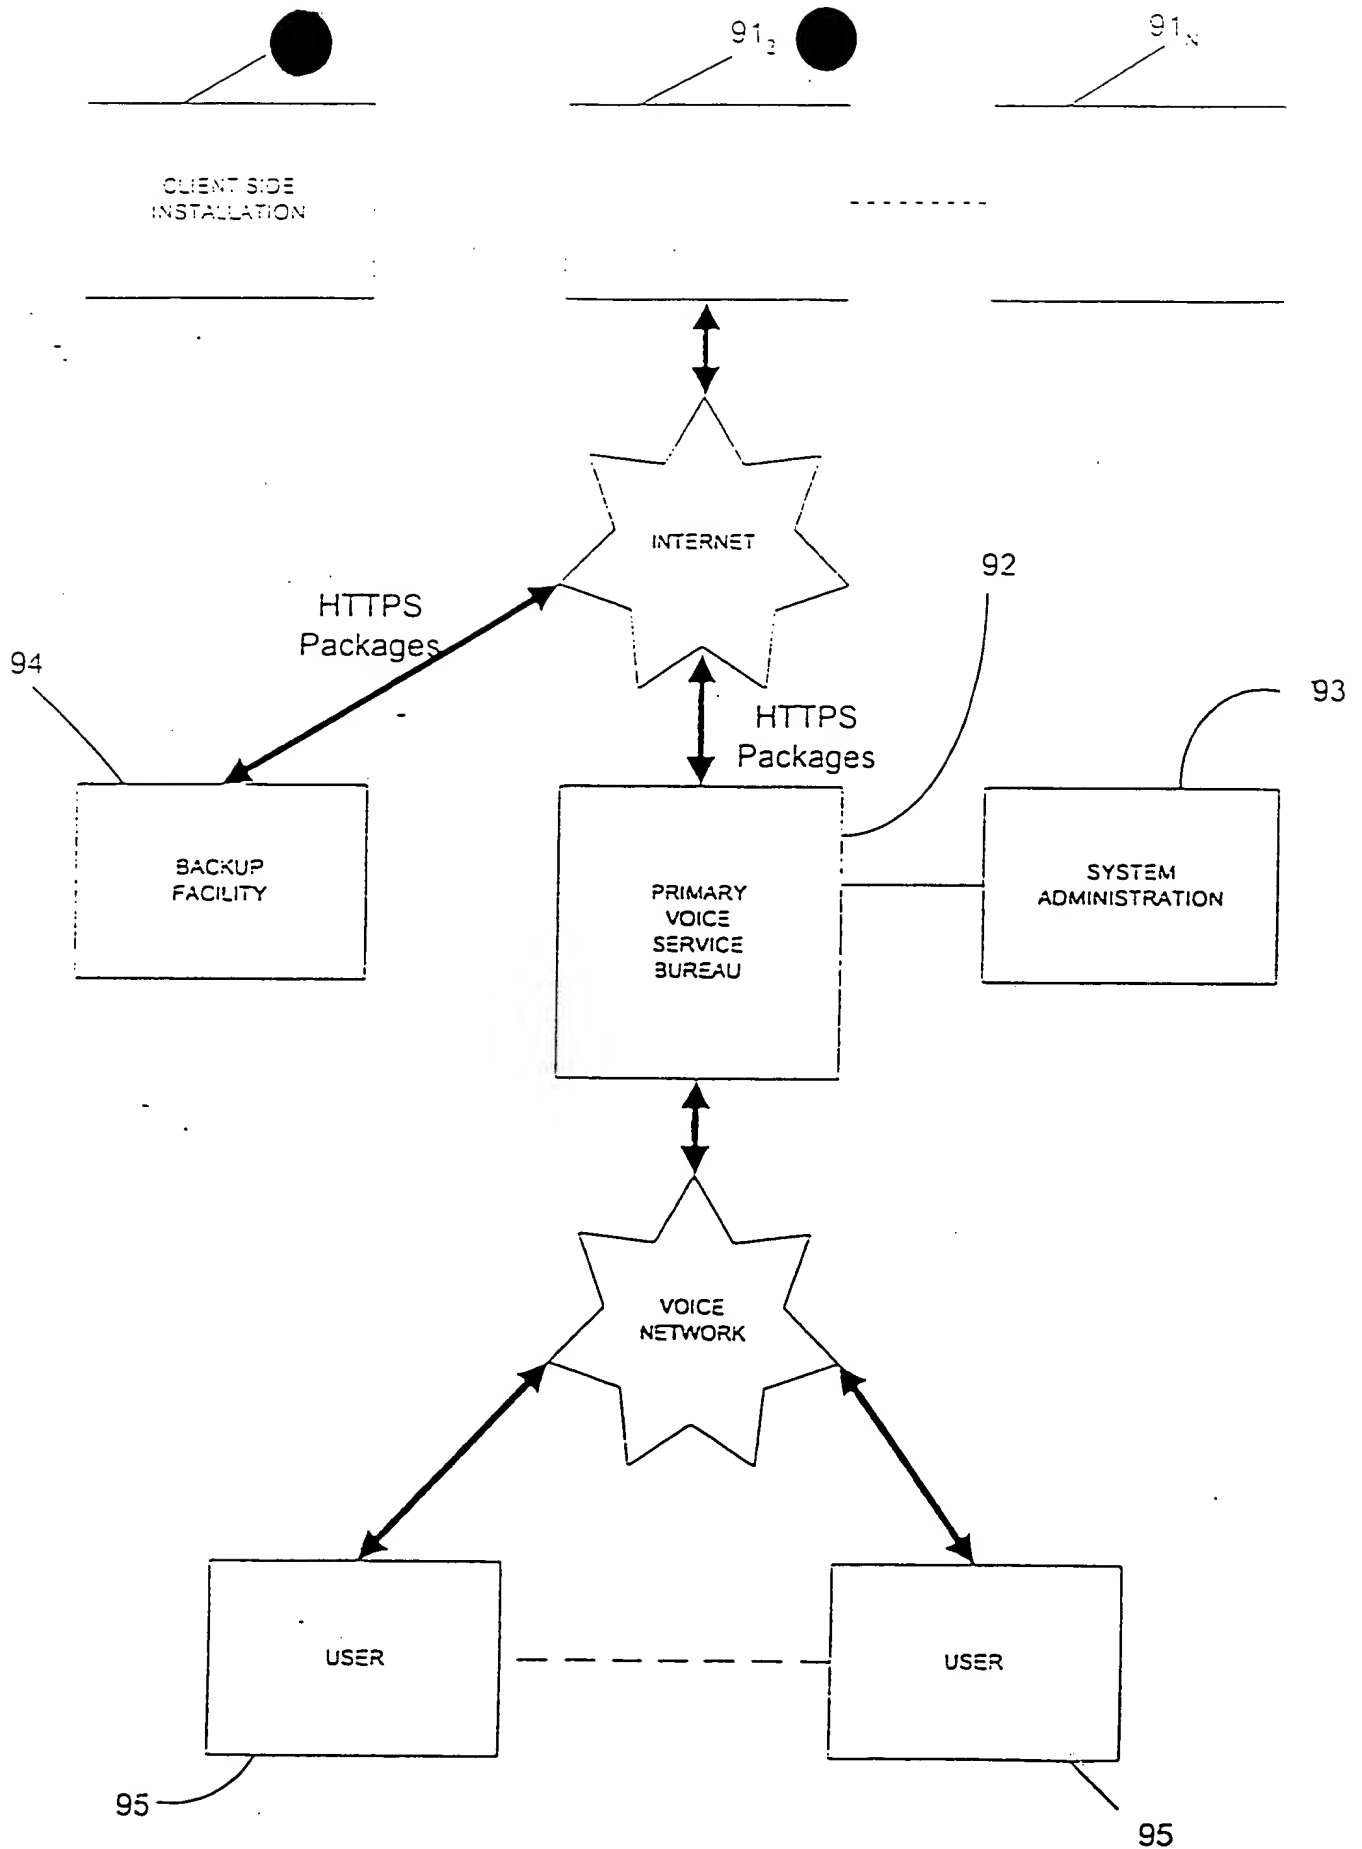 91₂
91ₙ
CLIENT SIDE
INSTALLATION
INTERNET
92
HTTPS
Packages
94
93
HTTPS
Packages
BACKUP
FACILITY
SYSTEM
ADMINISTRATION
PRIMARY
VOICE
SERVICE
BUREAU
VOICE
NETWORK
USER
USER
95
95